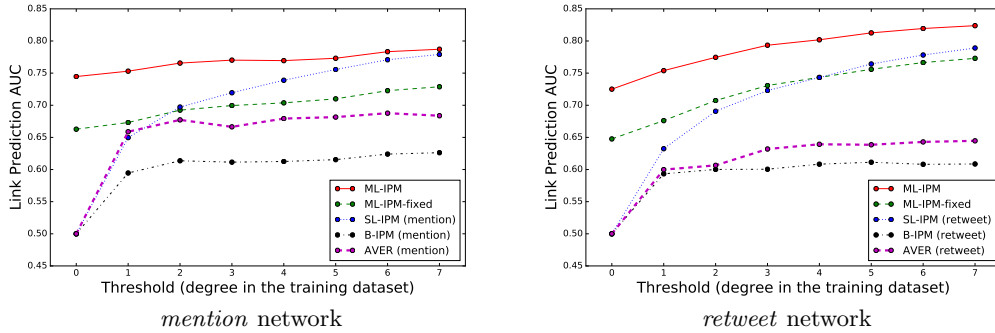 Link Prediction AUC
0.85
0.80
0.75
0.70
0.65
0.60
0.55
0.50
0.45
ML-IPM
ML-IPM-fixed
SL-IPM (mention)
B-IPM (mention)
AVER (mention)
0 1 2 3 4 5 6 7
Threshold (degree in the training dataset)
mention network
Link Prediction AUC
0.85
0.80
0.75
0.70
0.65
0.60
0.55
0.50
0.45
ML-IPM
ML-IPM-fixed
SL-IPM (retweet)
B-IPM (retweet)
AVER (retweet)
0 1 2 3 4 5 6 7
Threshold (degree in the training dataset)
retweet network